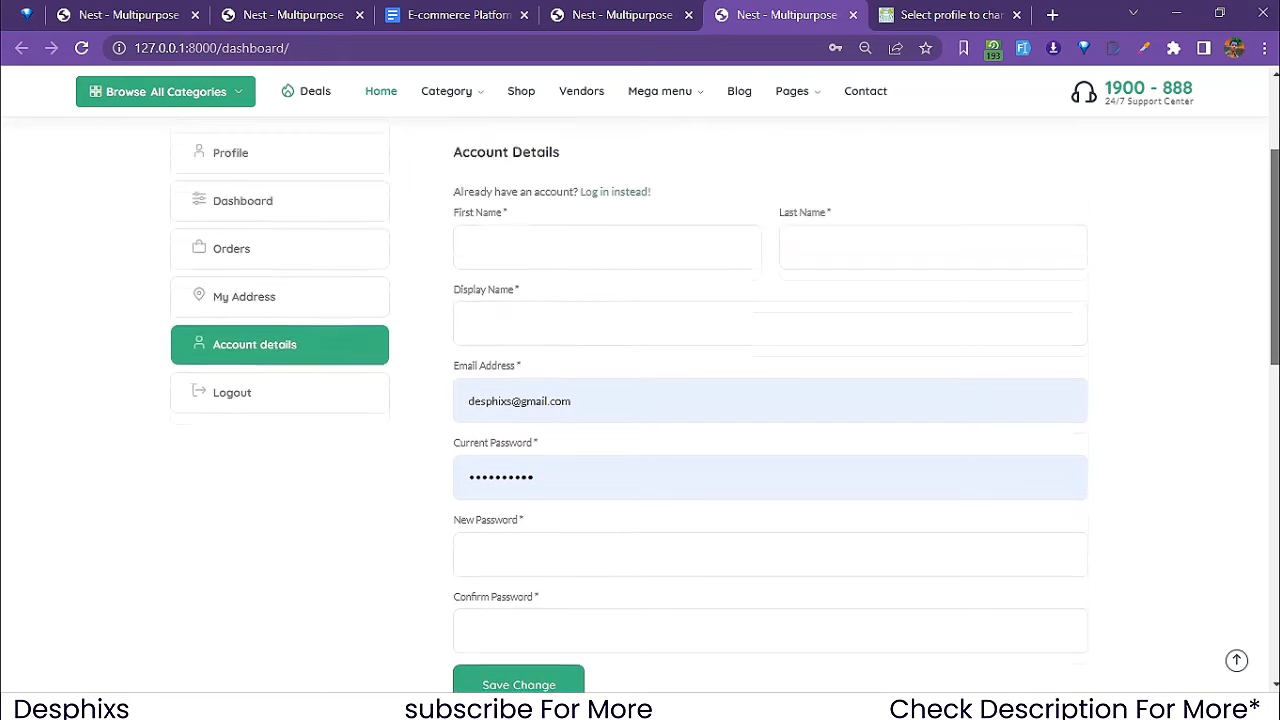 Nest - Multipurpose
Nest - Multipurpose
E-commerce Platform
Nest - Multipurpose
Nest - Multipurpose
Select profile to chan
127.0.0.1:8000/dashboard/
193
Browse All Categories
Deals
Home
Category
Shop
Vendors
Mega menu
Blog
Pages
Contact
1900 - 888
24/7 Support Center
Profile
Dashboard
Orders
My Address
Account details
Logout
Account Details
Already have an account? Log in instead!
First Name *
Last Name *
Display Name *
Email Address *
desphixs@gmail.com
Current Password *
••••••••••
New Password *
Confirm Password *
Save Change
Desphixs
subscribe For More
Check Description For More*